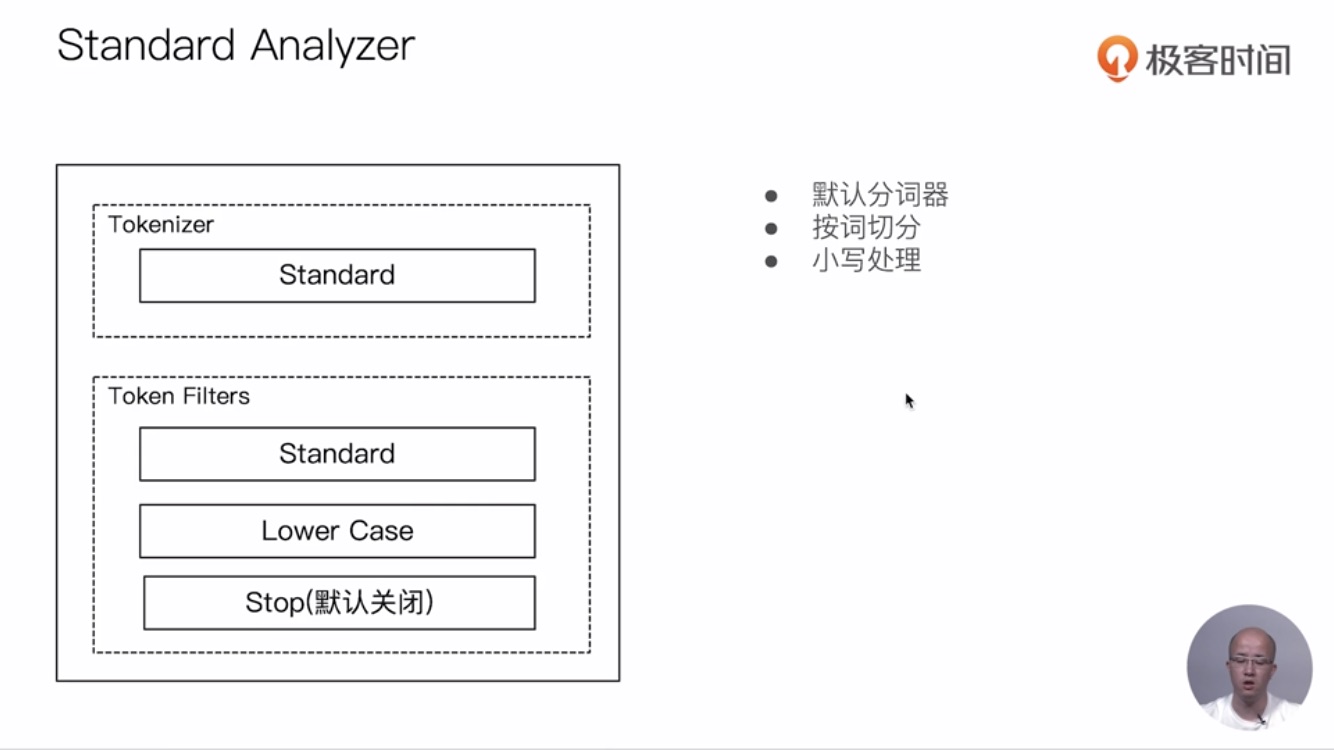 Standard Analyzer
极客时间
Tokenizer
Standard
Token Filters
Standard
Lower Case
Stop(默认关闭)
● 默认分词器
● 按词切分
● 小写处理